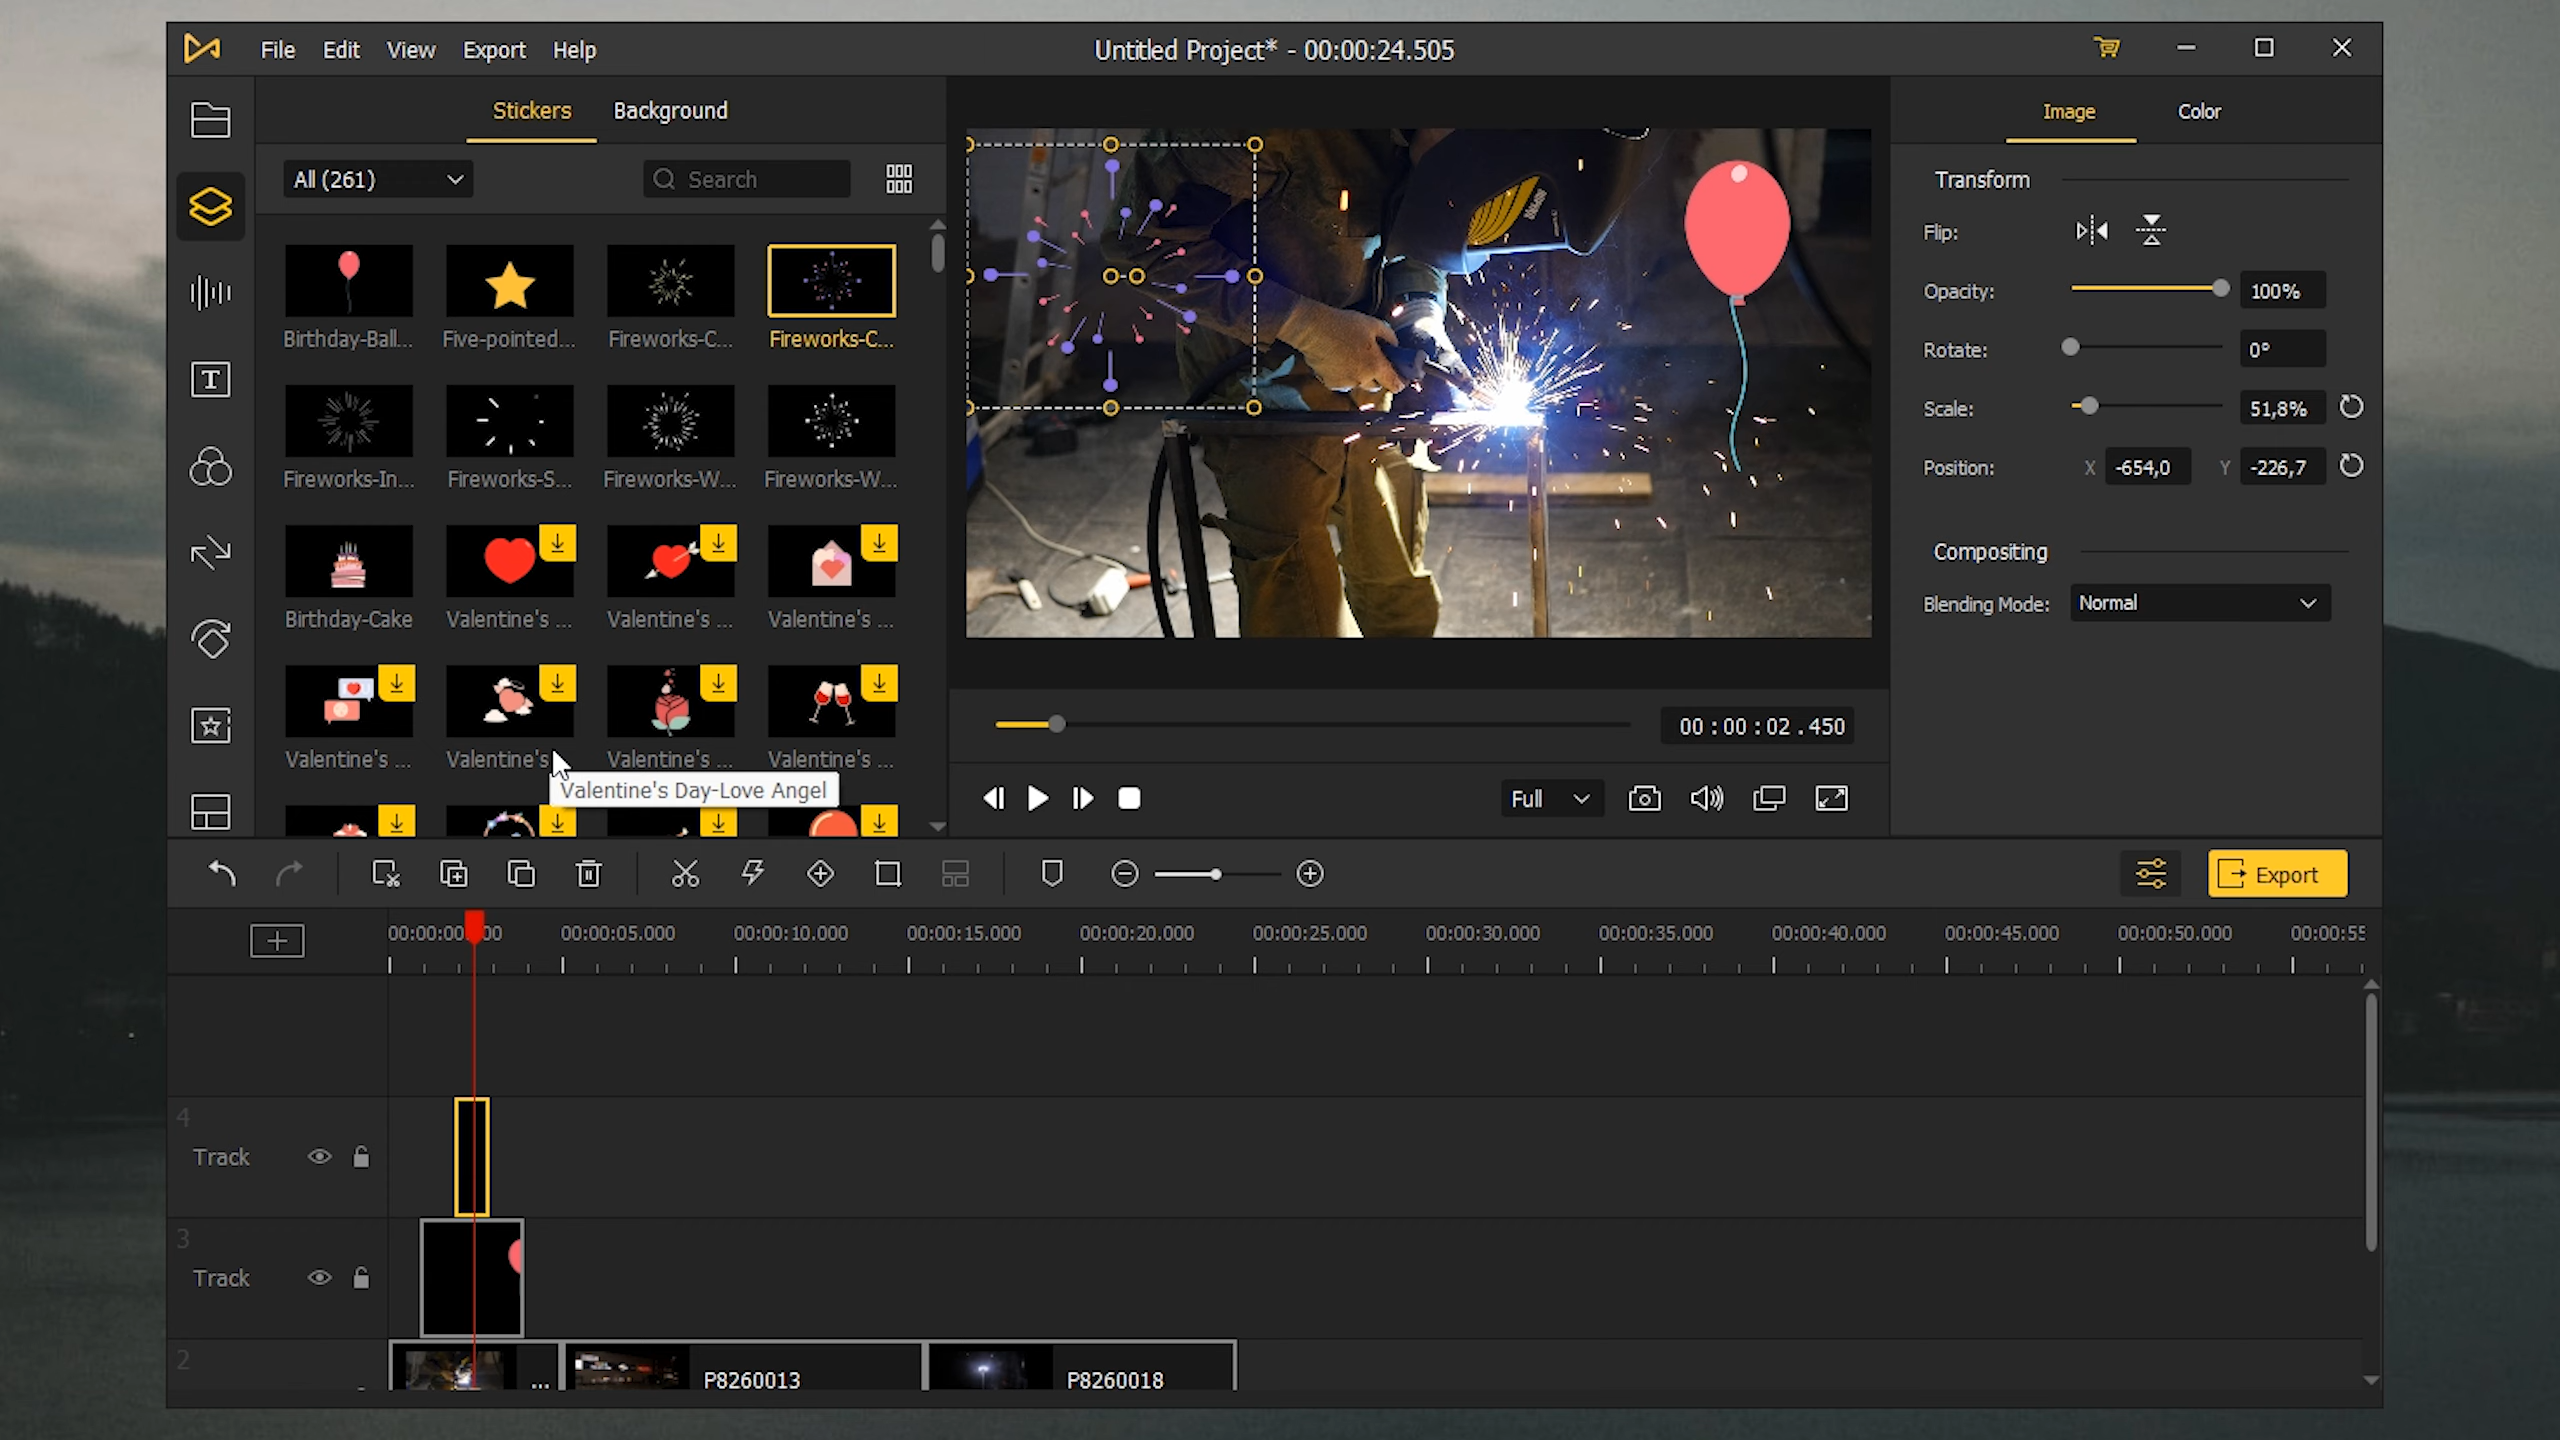 File Edit View Export Help
Untitled Project* - 00:00:24.505
Stickers Background
All (261)
Search
Birthday-Ball... Five-pointed... Fireworks-C... Fireworks-C...
Fireworks-In... Fireworks-S... Fireworks-W... Fireworks-W...
Birthday-Cake Valentine's ... Valentine's ... Valentine's ...
Valentine's ... Valentine's Valentine's ... Valentine's ...
Valentine's Day-Love Angel
00:00:02.450
Full
Image Color
Transform
Flip:
Opacity: 100%
Rotate: 0°
Scale: 51,8%
Position: X -654,0 Y -226,7
Compositing
Blending Mode: Normal
Export
00:00:05.000 00:00:10.000 00:00:15.000 00:00:20.000 00:00:25.000 00:00:30.000 00:00:35.000 00:00:40.000 00:00:45.000 00:00:50.000 00:00:55
4
Track
3
Track
2
... P8260013 P8260018